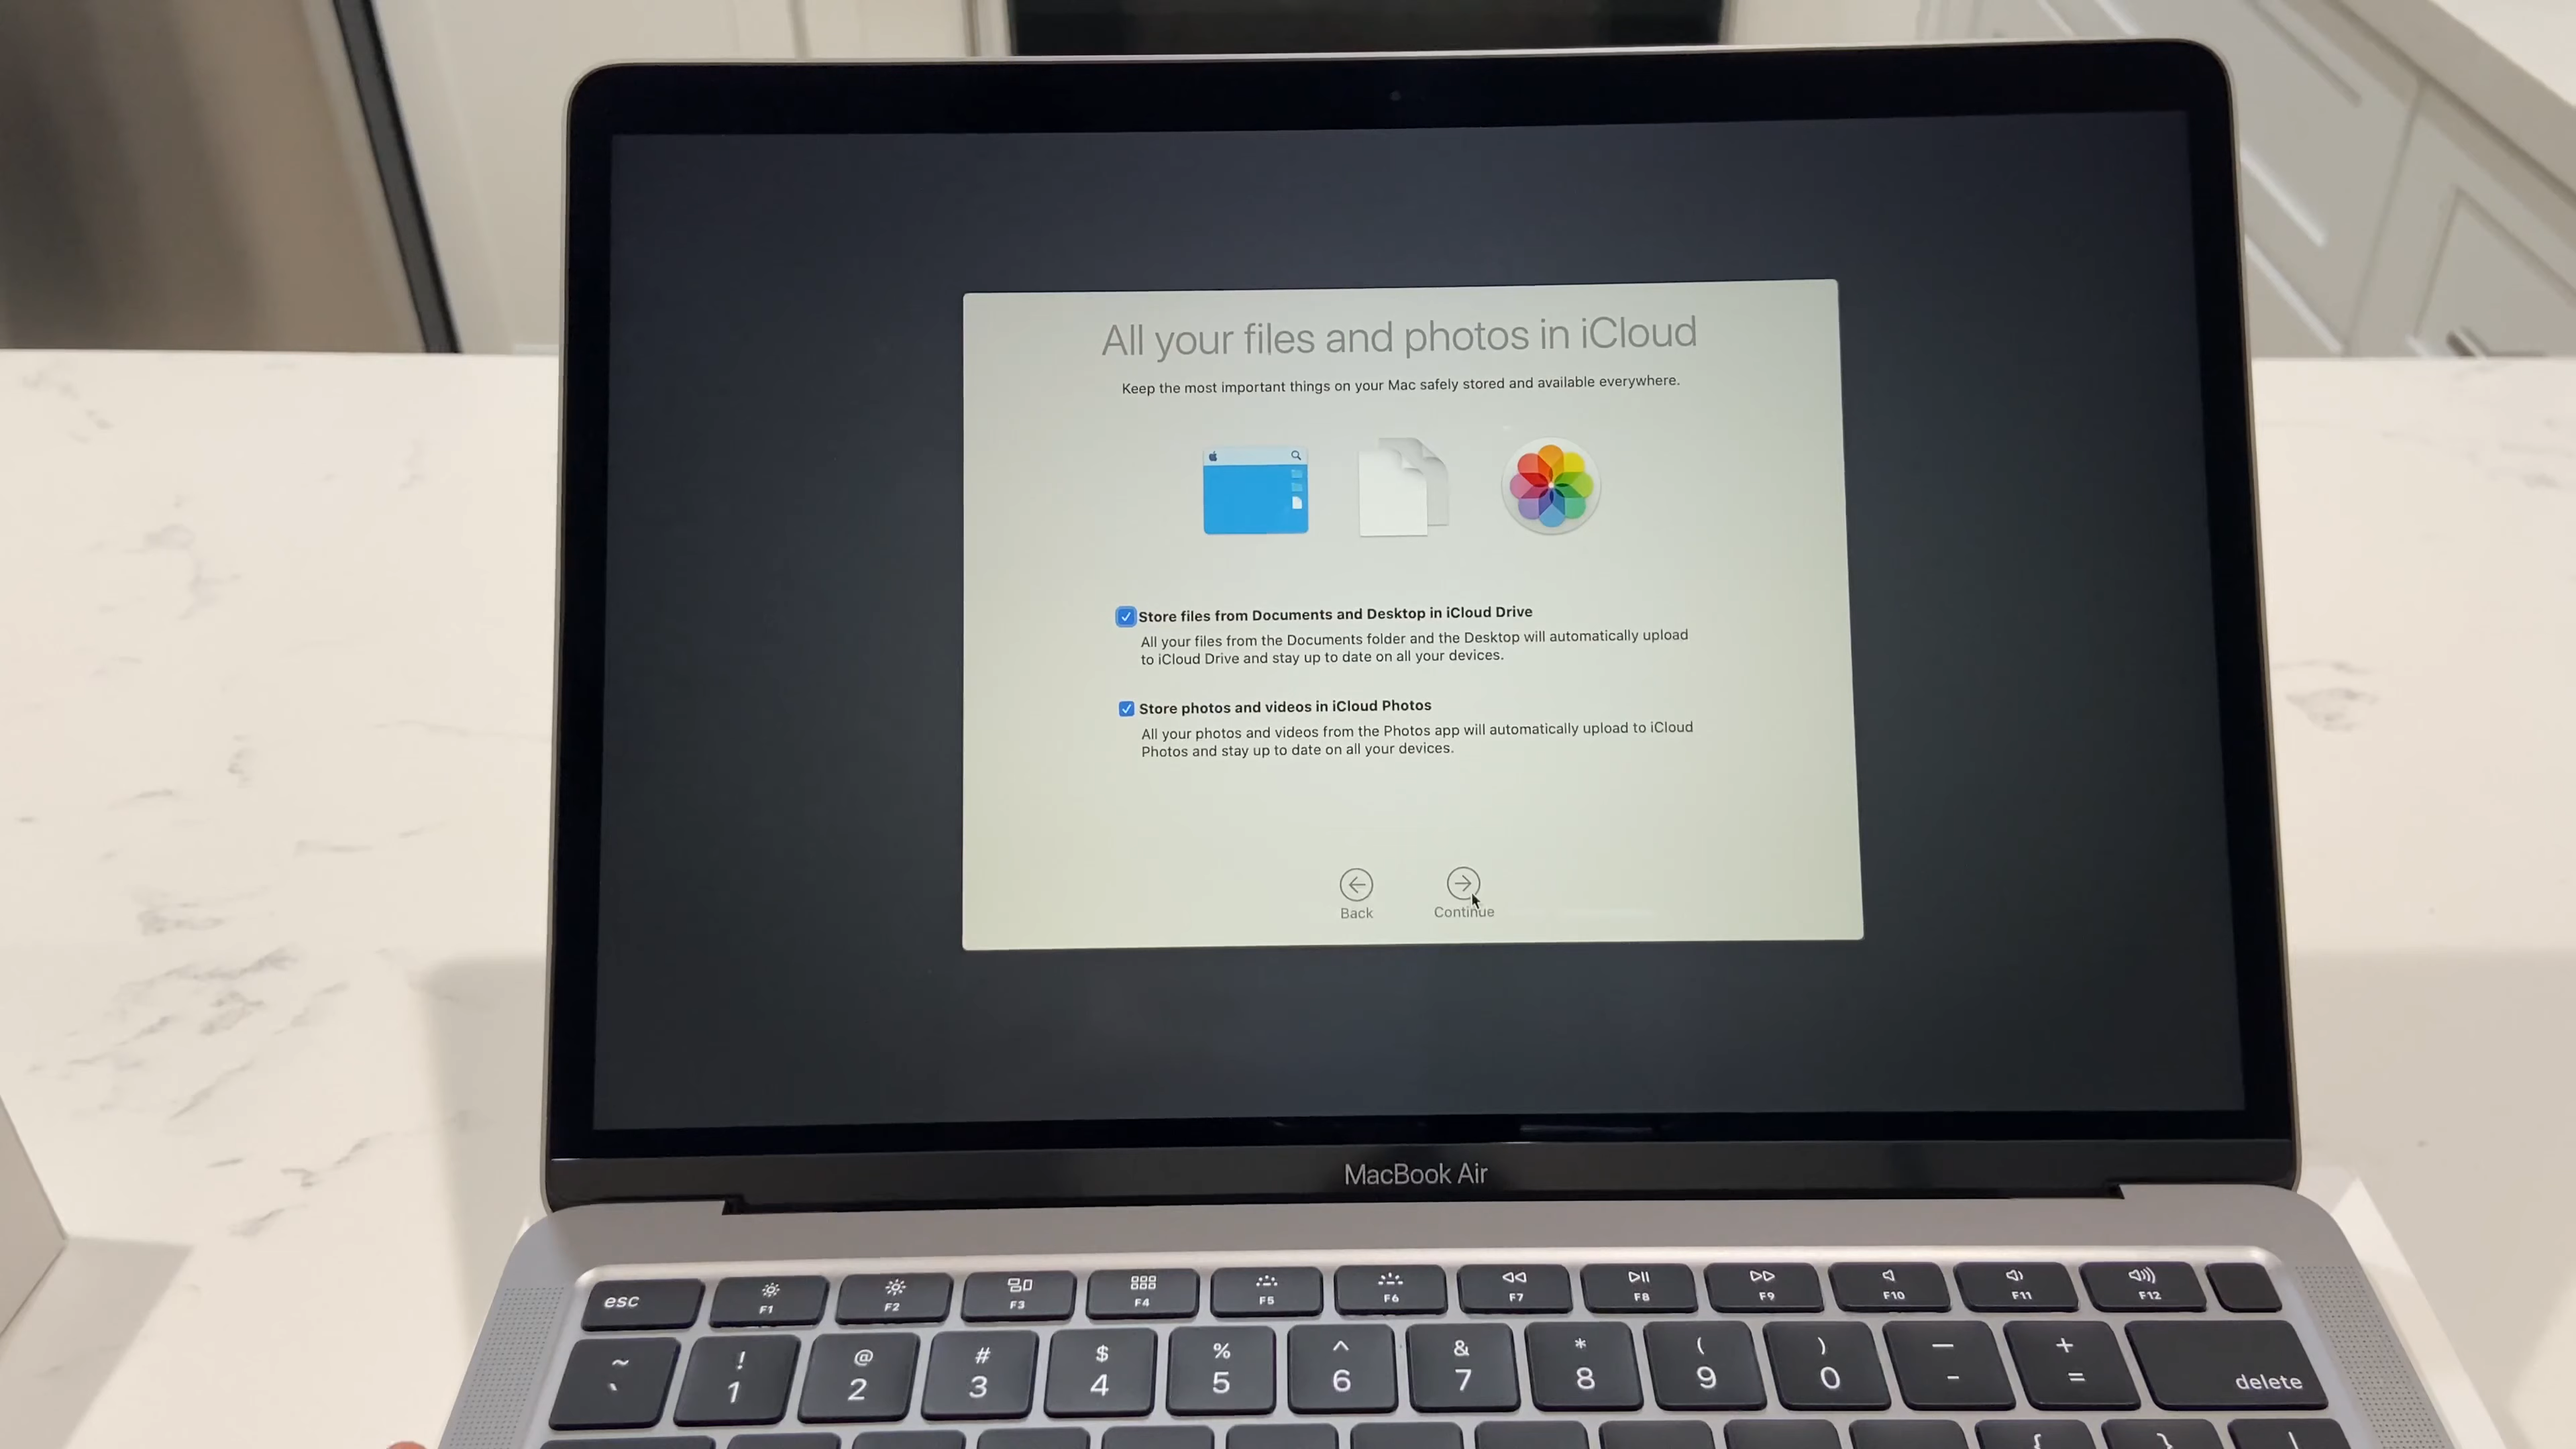 All your files and photos in iCloud
Keep the most important things on your Mac safely stored and available everywhere.
Store files from Documents and Desktop in iCloud Drive
All your files from the Documents folder and the Desktop will automatically upload
to iCloud Drive and stay up to date on all your devices.
Store photos and videos in iCloud Photos
All your photos and videos from the Photos app will automatically upload to iCloud
Photos and stay up to date on all your devices.
Back Continue
MacBook Air
esc F1 F2 F3 F4 F5 F6 F7 F8 F9 F10 F11 F12
~ ! @ # $ % ^ & * ( ) — +
` 1 2 3 4 5 6 7 8 9 0 - = delete
{ } |